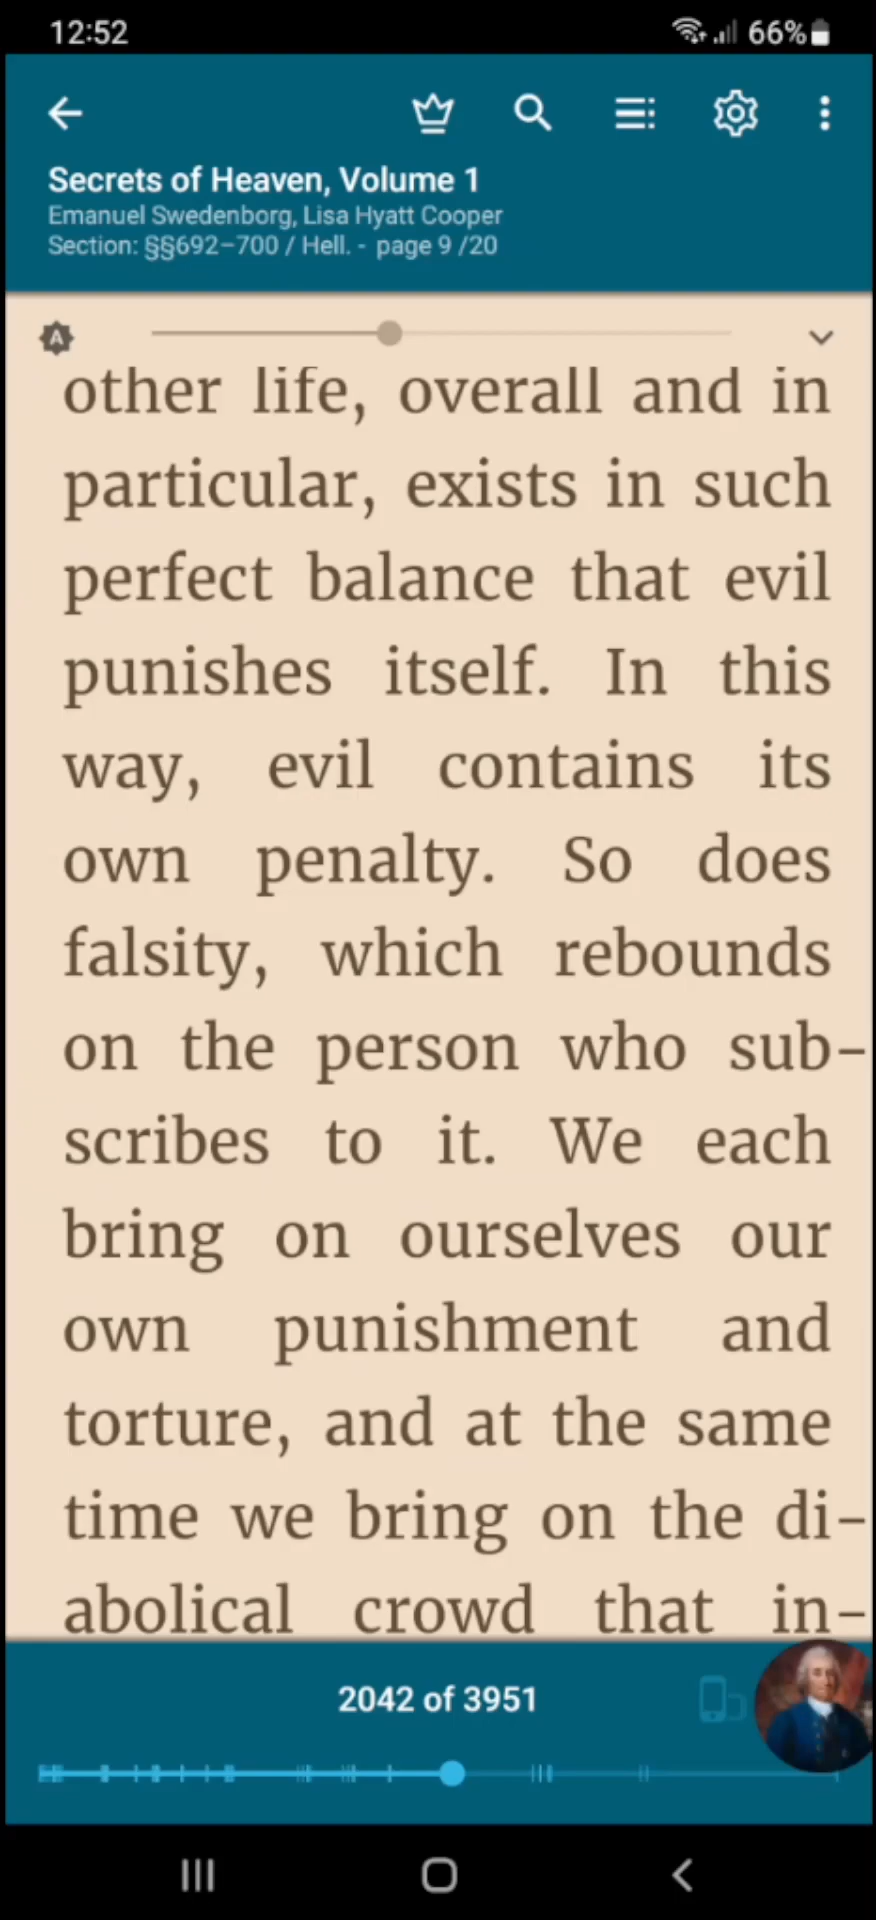 12:52
66%
Secrets of Heaven, Volume 1
Emanuel Swedenborg, Lisa Hyatt Cooper
Section: §§692–700 / Hell. - page 9 /20
A
other life, overall and in
particular, exists in such
perfect balance that evil
punishes itself. In this
way, evil contains its
own penalty. So does
falsity, which rebounds
on the person who sub-
scribes to it. We each
bring on ourselves our
own punishment and
torture, and at the same
time we bring on the di-
abolical crowd that in-
2042 of 3951